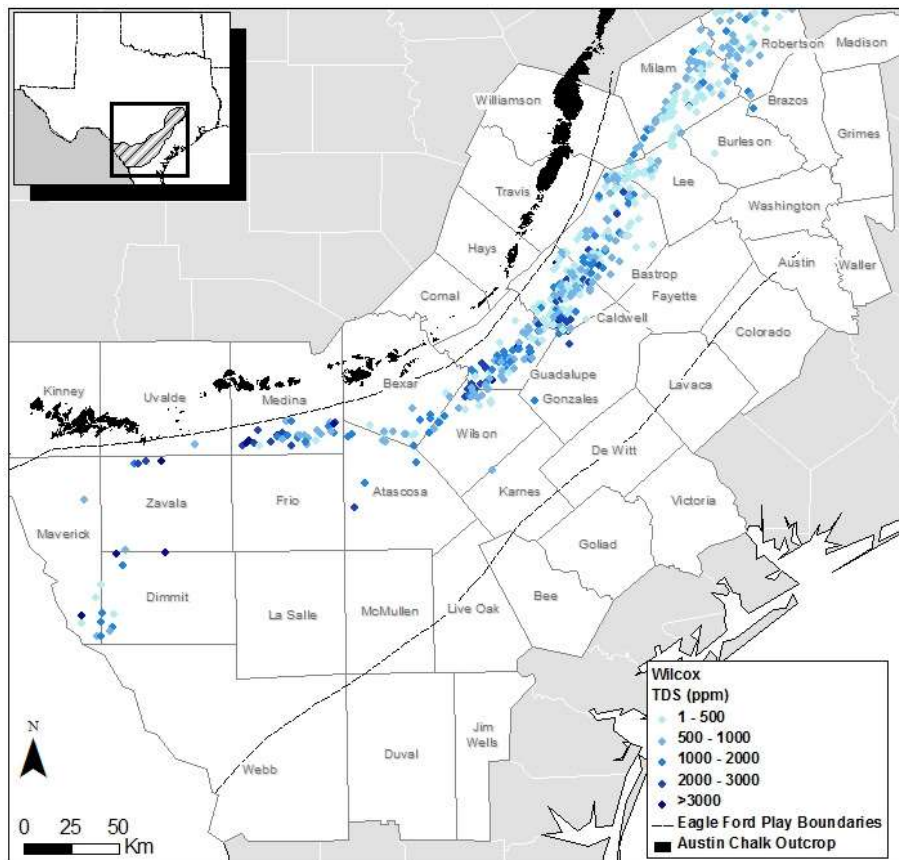 Robertson
Madison
Milam
Williamson
Brazos
Grimes
Burleson
Lee
Travis
Washington
Hays
Austin
Waller
Bastrop
Comal
Fayette
Caldwell
Colorado
Kinney
Uvalde
Medina
Bexar
Guadalupe
Lavaca
Gonzales
Wilson
De Witt
Zavala
Frio
Atascosa
Karnes
Victoria
Maverick
Goliad
Dimmit
La Salle
McMullen
Live Oak
Bee
Jim
Wells
Webb
Duval
N
0 25 50
Km
Wilcox
TDS (ppm)
1 - 500
500 - 1000
1000 - 2000
2000 - 3000
>3000
Eagle Ford Play Boundaries
Austin Chalk Outcrop